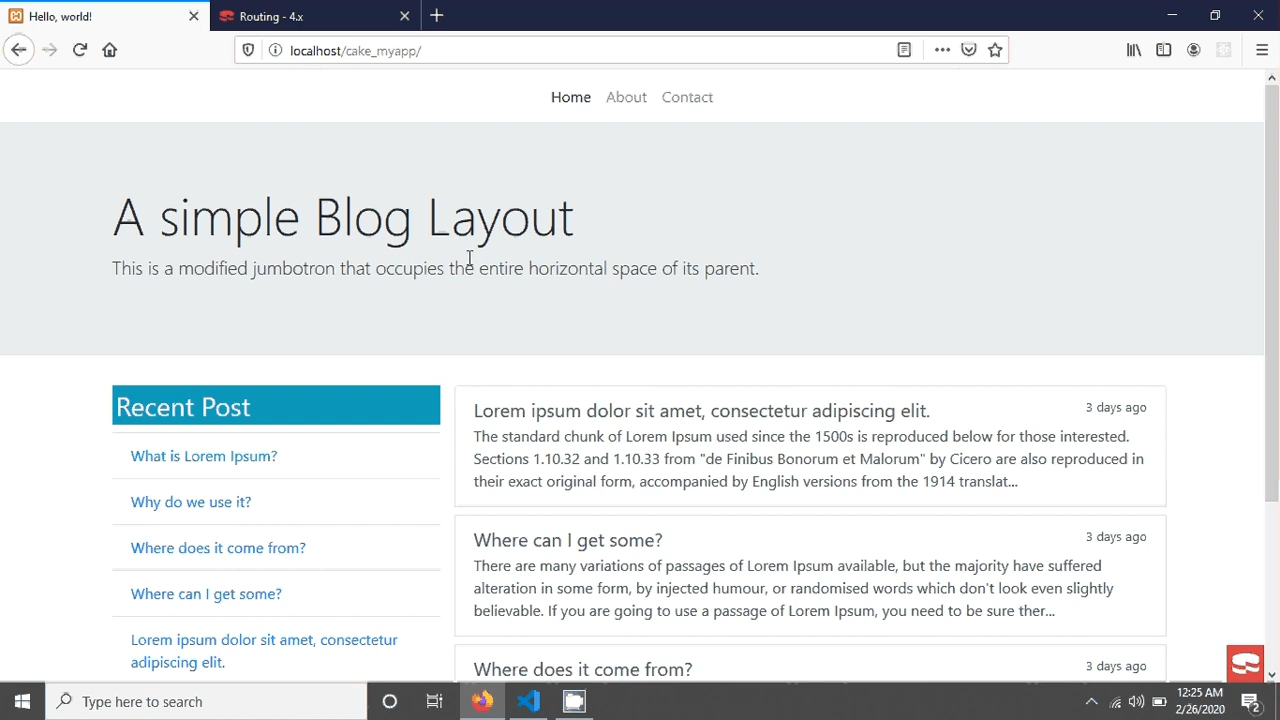 Hello, world!
Routing - 4.x
localhost/cake_myapp/
Home About Contact
A simple Blog Layout
This is a modified jumbotron that occupies the entire horizontal space of its parent.
Recent Post
What is Lorem Ipsum?
Why do we use it?
Where does it come from?
Where can I get some?
Lorem ipsum dolor sit amet, consectetur
adipiscing elit.
Lorem ipsum dolor sit amet, consectetur adipiscing elit.
3 days ago
The standard chunk of Lorem Ipsum used since the 1500s is reproduced below for those interested.
Sections 1.10.32 and 1.10.33 from "de Finibus Bonorum et Malorum" by Cicero are also reproduced in
their exact original form, accompanied by English versions from the 1914 translat...
Where can I get some?
3 days ago
There are many variations of passages of Lorem Ipsum available, but the majority have suffered
alteration in some form, by injected humour, or randomised words which don't look even slightly
believable. If you are going to use a passage of Lorem Ipsum, you need to be sure ther...
Where does it come from?
3 days ago
Type here to search
12:25 AM
2/26/2020
2